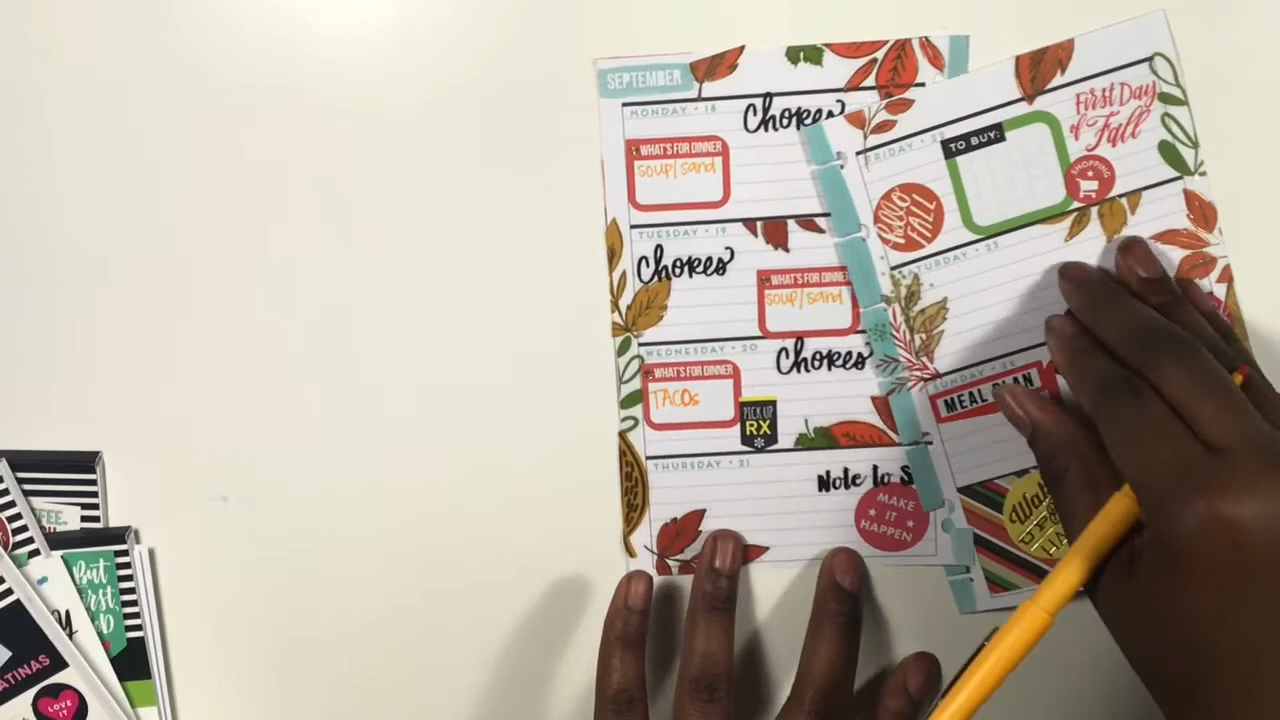 SEPTEMBER
MONDAY • 18
Chores
WHAT'S FOR DINNER
soup/sand
TUESDAY • 19
Chores
WHAT'S FOR DINNER
soup/sand
WEDNESDAY • 20
Chores
WHAT'S FOR DINNER
TACOs
PICK UP
RX
THURSDAY • 21
Note to S
MAKE
IT
HAPPEN
FRIDAY • 22
TO BUY:
First Day
of Fall
SHOPPING
hello
FALL
SATURDAY • 23
SUNDAY • 24
MEAL PLAN
But
LATINAS
LOVE
IT